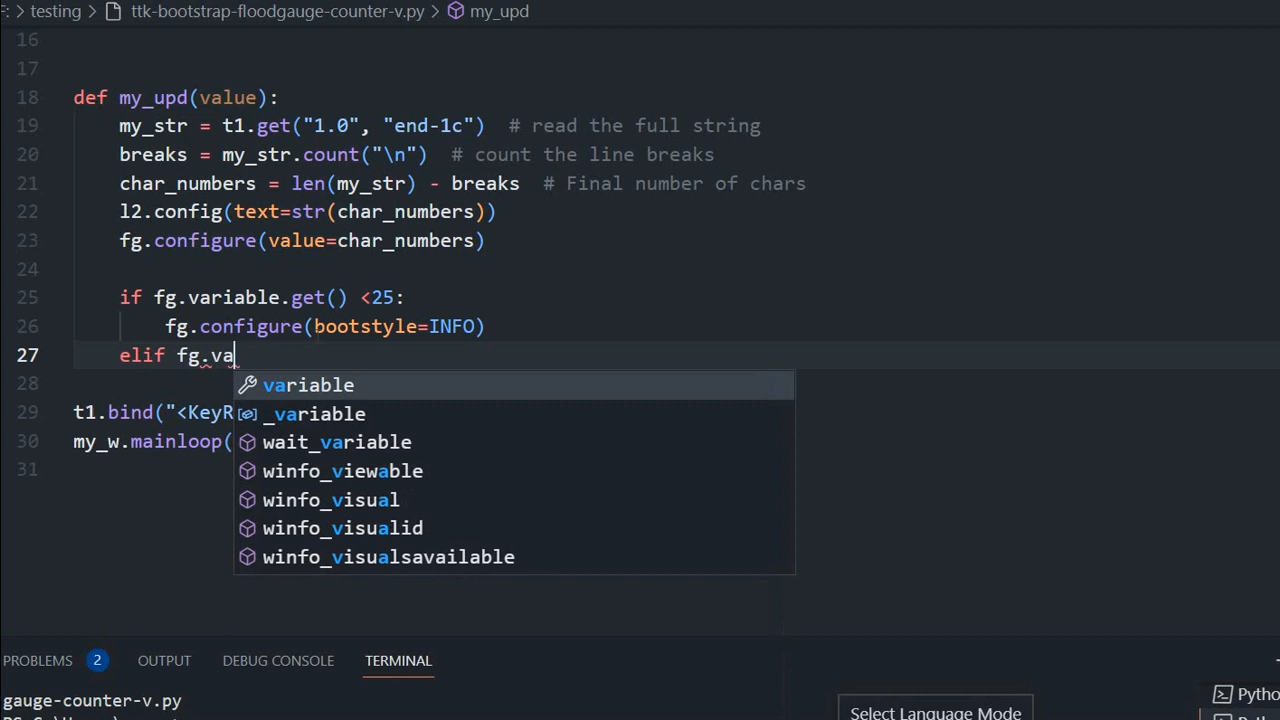 F: > testing > ttk-bootstrap-floodgauge-counter-v.py > my_upd
16
17
18 def my_upd(value):
19 my_str = t1.get("1.0", "end-1c") # read the full string
20 breaks = my_str.count("\n") # count the line breaks
21 char_numbers = len(my_str) - breaks # Final number of chars
22 l2.config(text=str(char_numbers))
23 fg.configure(value=char_numbers)
24
25 if fg.variable.get() <25:
26 fg.configure(bootstyle=INFO)
27 elif fg.va
28 variable
29 t1.bind("<KeyR _variable
30 my_w.mainloop( wait_variable
31 winfo_viewable
winfo_visual
winfo_visualid
winfo_visualsavailable
PROBLEMS 2 OUTPUT DEBUG CONSOLE TERMINAL
gauge-counter-v.py
Select Language Mode